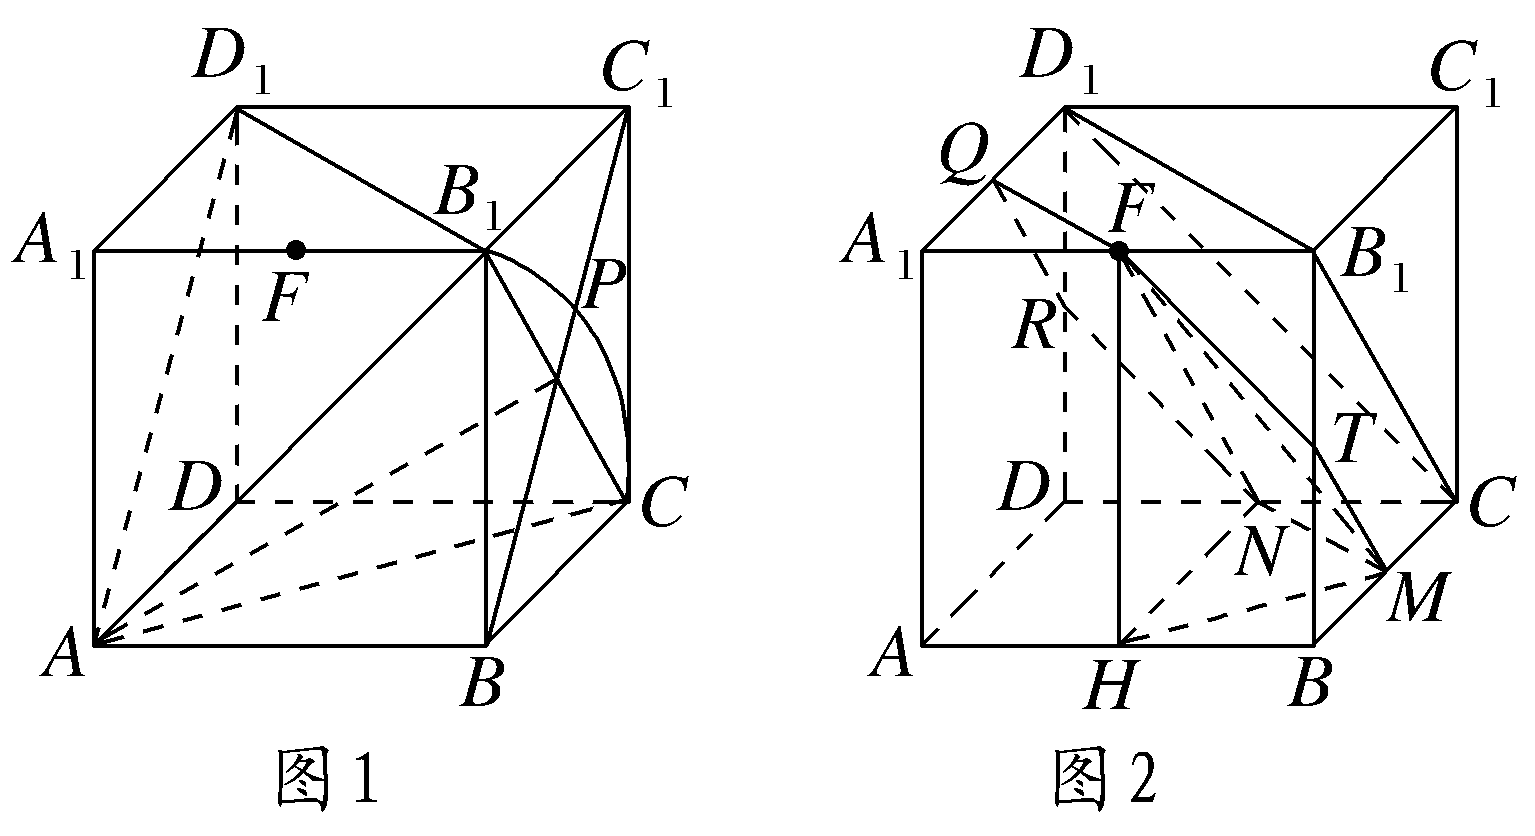 D₁ C₁ D₁ C₁
Q
B₁ F
A₁ P A₁ B₁
F R
T
D C D C
N
M
A B A H B
图1 图2